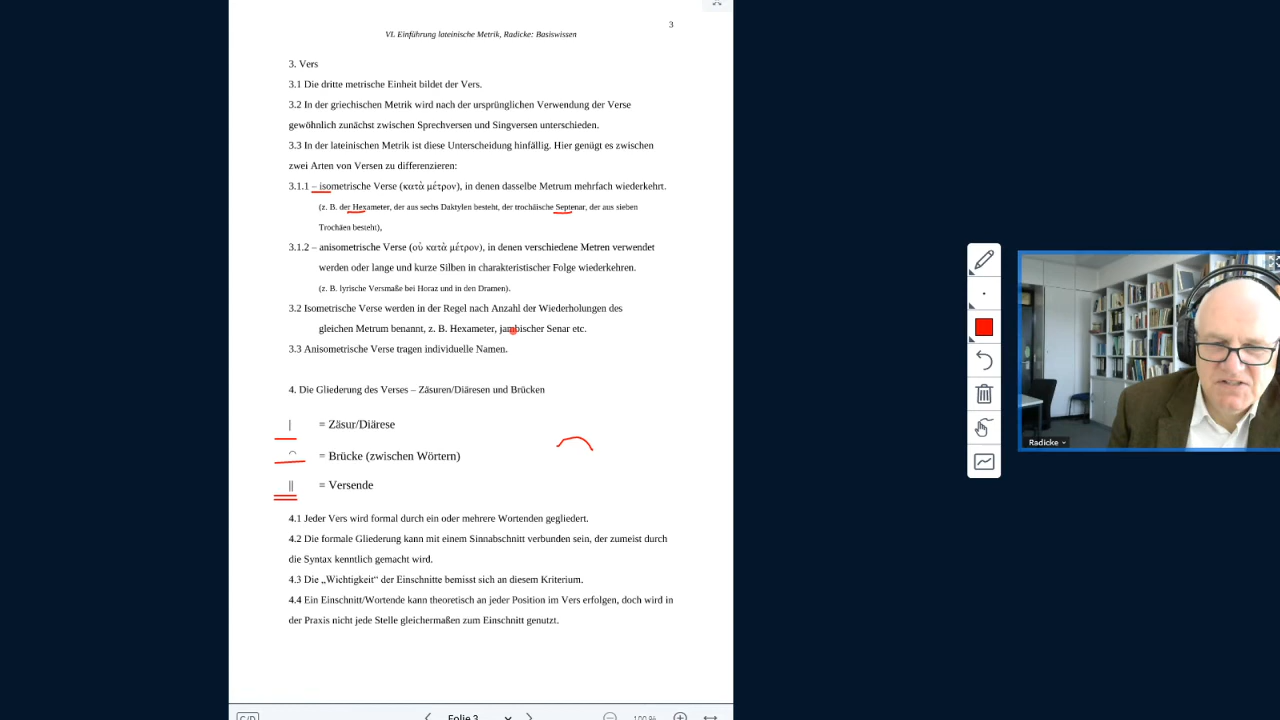 3
VL Einführung lateinische Metrik, Radicke: Basiswissen
3. Vers
3.1 Die dritte metrische Einheit bildet der Vers.
3.2 In der griechischen Metrik wird nach der ursprünglichen Verwendung der Verse
gewöhnlich zunächst zwischen Sprechversen und Singversen unterschieden.
3.3 In der lateinischen Metrik ist diese Unterscheidung hinfällig. Hier genügt es zwischen
zwei Arten von Versen zu differenzieren:
3.1.1 – isometrische Verse (κατὰ μέτρον), in denen dasselbe Metrum mehrfach wiederkehrt.
(z. B. der Hexameter, der aus sechs Daktylen besteht, der trochäische Septenar, der aus sieben
Trochäen besteht),
3.1.2 – anisometrische Verse (οὐ κατὰ μέτρον), in denen verschiedene Metren verwendet
werden oder lange und kurze Silben in charakteristischer Folge wiederkehren.
(z. B. lyrische Versmaße bei Horaz und in den Dramen).
3.2 Isometrische Verse werden in der Regel nach Anzahl der Wiederholungen des
gleichen Metrum benannt, z. B. Hexameter, jambischer Senar etc.
3.3 Anisometrische Verse tragen individuelle Namen.
4. Die Gliederung des Verses – Zäsuren/Diäresen und Brücken
| = Zäsur/Diärese
⌒ = Brücke (zwischen Wörtern)
|| = Versende
4.1 Jeder Vers wird formal durch ein oder mehrere Wortenden gegliedert.
4.2 Die formale Gliederung kann mit einem Sinnabschnitt verbunden sein, der zumeist durch
die Syntax kenntlich gemacht wird.
4.3 Die „Wichtigkeit“ der Einschnitte bemisst sich an diesem Kriterium.
4.4 Ein Einschnitt/Wortende kann theoretisch an jeder Position im Vers erfolgen, doch wird in
der Praxis nicht jede Stelle gleichermaßen zum Einschnitt genutzt.
Radicke
Folie 3
100 %